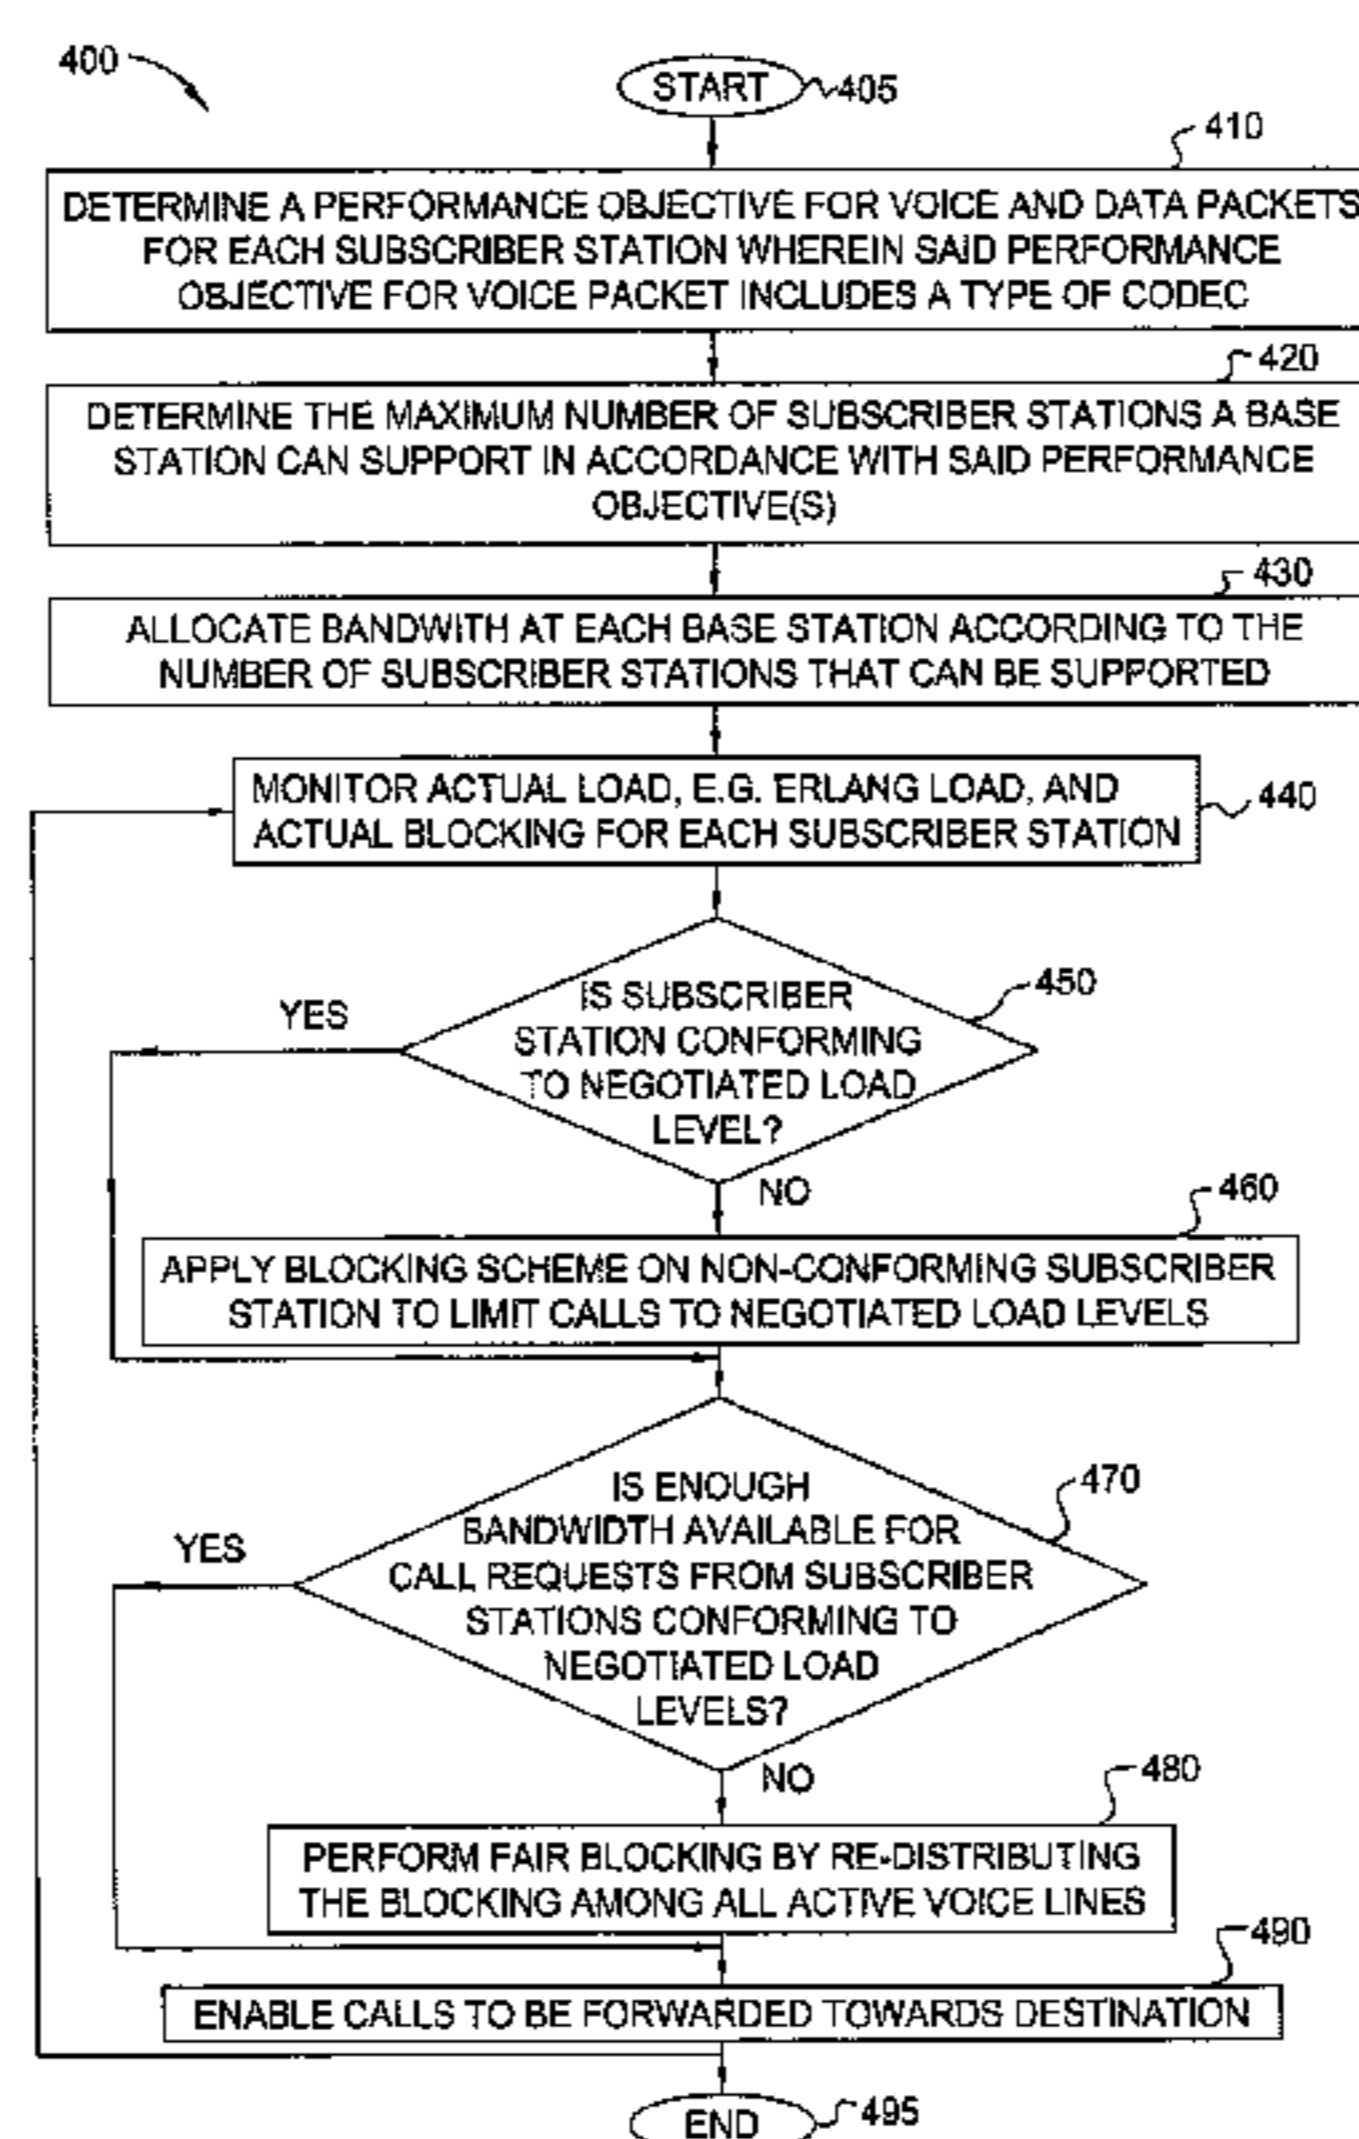 400
START
405
410
DETERMINE A PERFORMANCE OBJECTIVE FOR VOICE AND DATA PACKETS
FOR EACH SUBSCRIBER STATION WHEREIN SAID PERFORMANCE
OBJECTIVE FOR VOICE PACKET INCLUDES A TYPE OF CODEC
420
DETERMINE THE MAXIMUM NUMBER OF SUBSCRIBER STATIONS A BASE
STATION CAN SUPPORT IN ACCORDANCE WITH SAID PERFORMANCE
OBJECTIVE(S)
430
ALLOCATE BANDWITH AT EACH BASE STATION ACCORDING TO THE
NUMBER OF SUBSCRIBER STATIONS THAT CAN BE SUPPORTED
MONITOR ACTUAL LOAD, E.G. ERLANG LOAD, AND
ACTUAL BLOCKING FOR EACH SUBSCRIBER STATION
440
YES
IS SUBSCRIBER
STATION CONFORMING
TO NEGOTIATED LOAD
LEVEL?
450
NO
460
APPLY BLOCKING SCHEME ON NON-CONFORMING SUBSCRIBER
STATION TO LIMIT CALLS TO NEGOTIATED LOAD LEVELS
YES
IS ENOUGH
BANDWIDTH AVAILABLE FOR
CALL REQUESTS FROM SUBSCRIBER
STATIONS CONFORMING TO
NEGOTIATED LOAD
LEVELS?
470
NO
480
PERFORM FAIR BLOCKING BY RE-DISTRIBUTING
THE BLOCKING AMONG ALL ACTIVE VOICE LINES
490
ENABLE CALLS TO BE FORWARDED TOWARDS DESTINATION
END
495